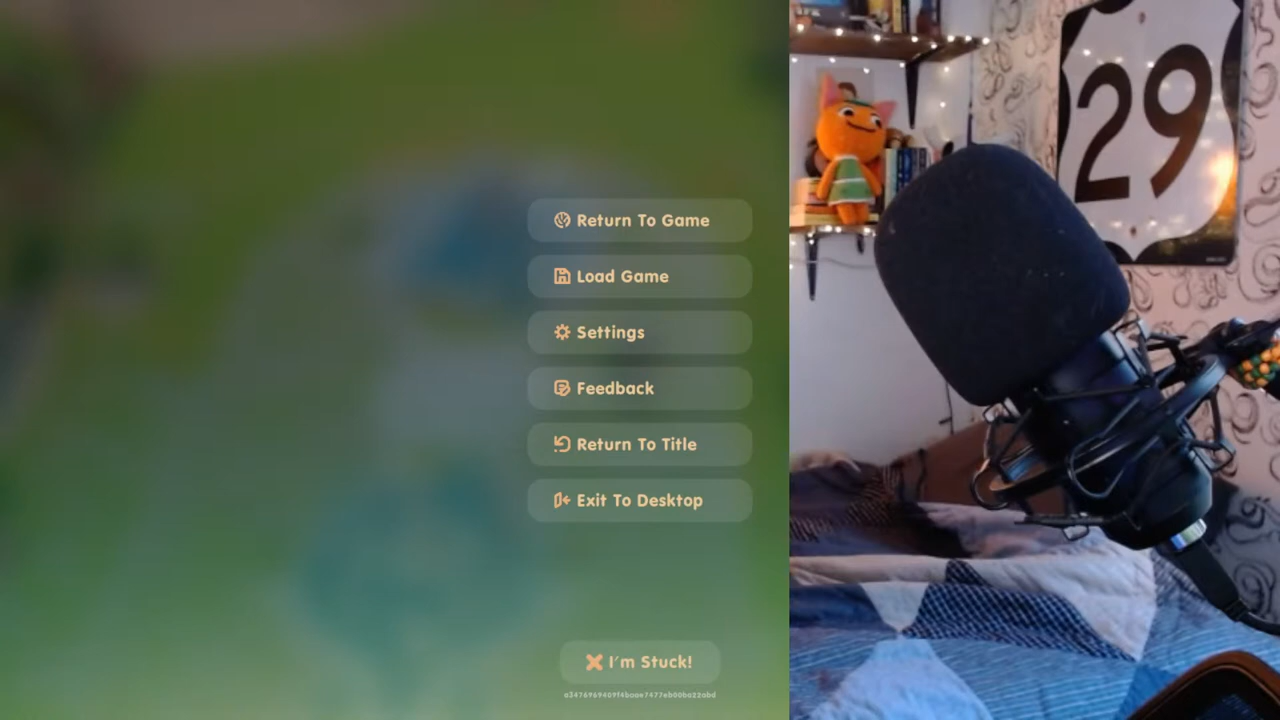 Return To Game
Load Game
Settings
Feedback
Return To Title
Exit To Desktop
I'm Stuck!
29